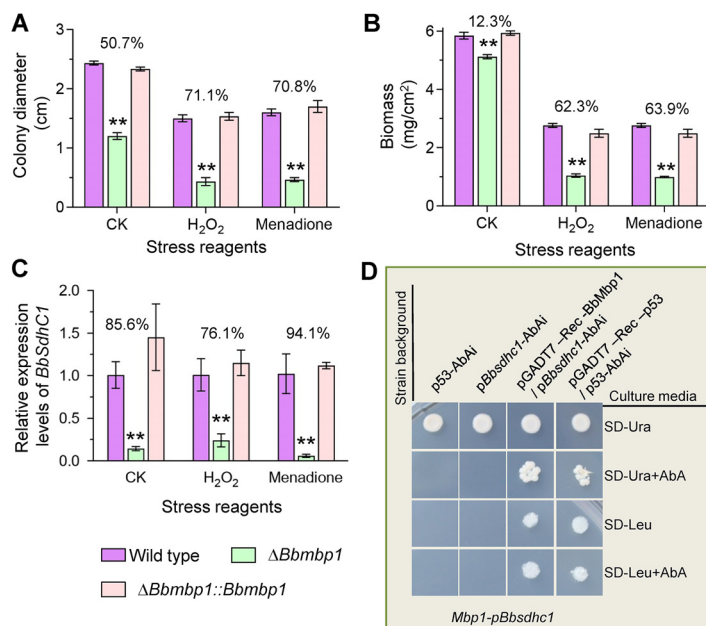 A
50.7%
71.1%
70.8%
Colony diameter
(cm)
3
2
1
0
**
**
**
CK
H₂O₂
Menadione
Stress reagents
B
12.3%
62.3%
63.9%
Biomass
(mg/cm²)
6
4
2
0
**
**
**
CK
H₂O₂
Menadione
Stress reagents
C
85.6%
76.1%
94.1%
Relative expression
levels of BbSdhC1
2.0
1.5
1.0
0.5
0.0
**
**
**
CK
H₂O₂
Menadione
Stress reagents
Wild type
ΔBbmbp1
ΔBbmbp1::Bbmbp1
D
Strain background
p53-AbAi
pBbsdhc1-AbAi
pGADT7 –Rec -BbMbp1
/ pBbsdhc1-AbAi
pGADT7 –Rec –p53
/ p53-AbAi
Culture media
SD-Ura
SD-Ura+AbA
SD-Leu
SD-Leu+AbA
Mbp1-pBbsdhc1